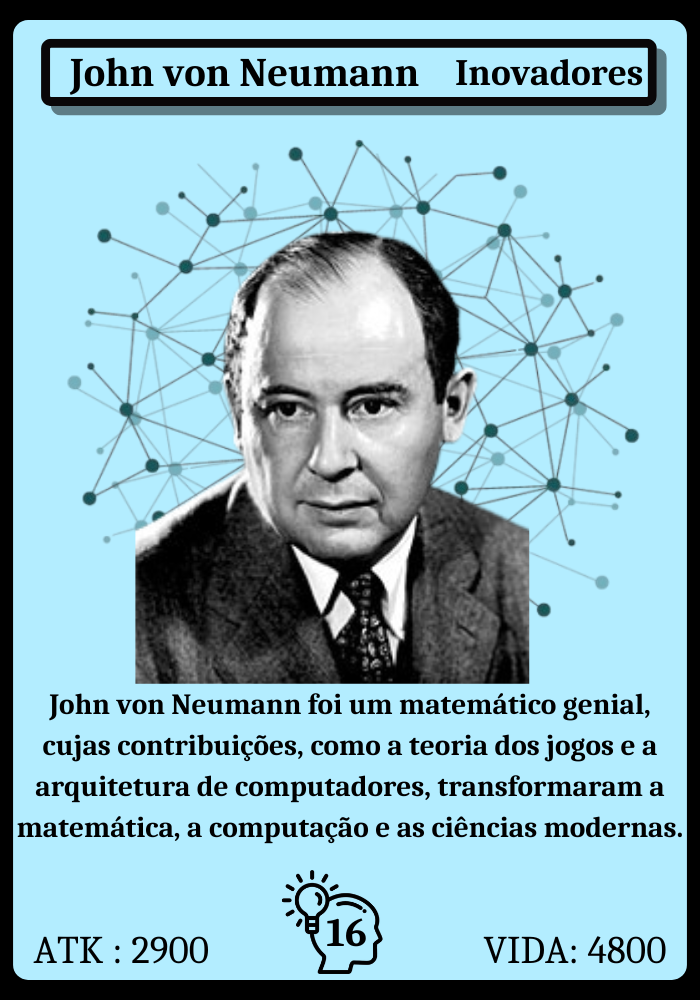 John von Neumann Inovadores
John von Neumann foi um matemático genial,
cujas contribuições, como a teoria dos jogos e a
arquitetura de computadores, transformaram a
matemática, a computação e as ciências modernas.
16
ATK : 2900 VIDA: 4800